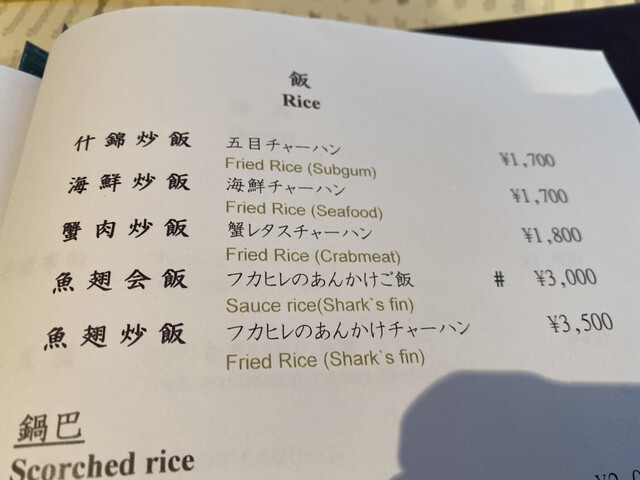 飯
Rice
什錦炒飯 五目チャーハン ¥1,700
Fried Rice (Subgum)
海鮮炒飯 海鮮チャーハン ¥1,700
Fried Rice (Seafood)
蟹肉炒飯 蟹レタスチャーハン ¥1,800
Fried Rice (Crabmeat)
魚翅会飯 フカヒレのあんかけご飯 # ¥3,000
Sauce rice(Shark`s fin)
魚翅炒飯 フカヒレのあんかけチャーハン ¥3,500
Fried Rice (Shark`s fin)
鍋巴
Scorched rice